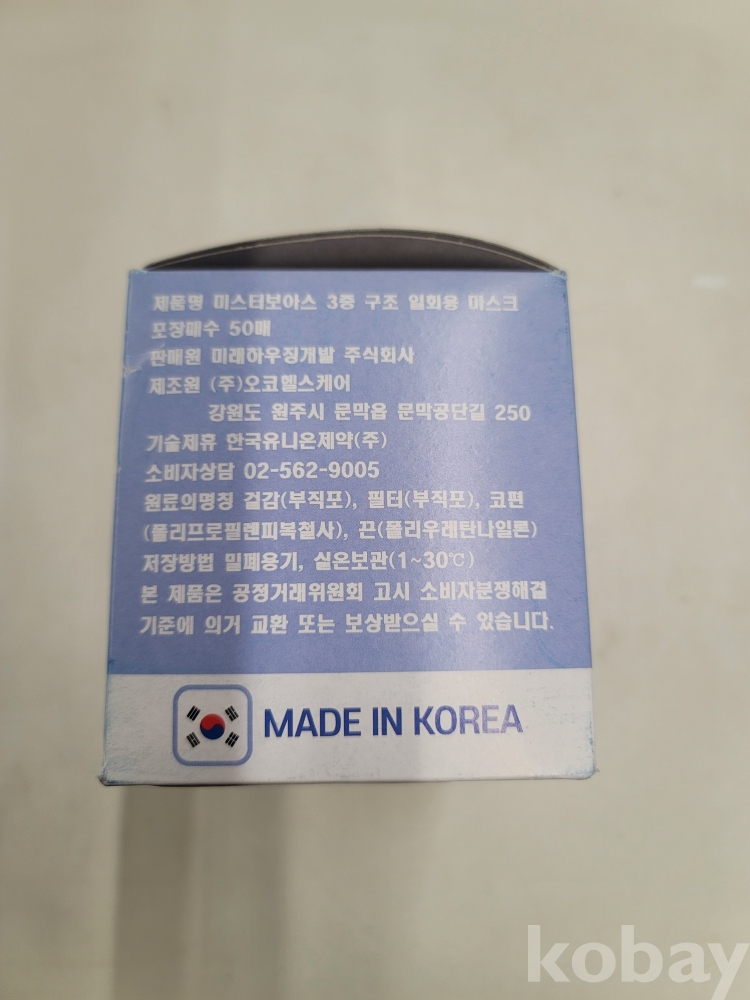 제품명 미스터보아스 3중 구조 일회용 마스크
포장매수 50매
판매원 미래하우징개발 주식회사
제조원 (주)오코헬스케어
강원도 원주시 문막읍 문막공단길 250
기술제휴 한국유니온제약(주)
소비자상담 02-562-9005
원료의명칭 겉감(부직포), 필터(부직포), 코편
(폴리프로필렌피복철사), 끈(폴리우레탄나일론)
저장방법 밀폐용기, 실온보관(1~30℃)
본 제품은 공정거래위원회 고시 소비자분쟁해결
기준에 의거 교환 또는 보상받으실 수 있습니다.
MADE IN KOREA
kobay